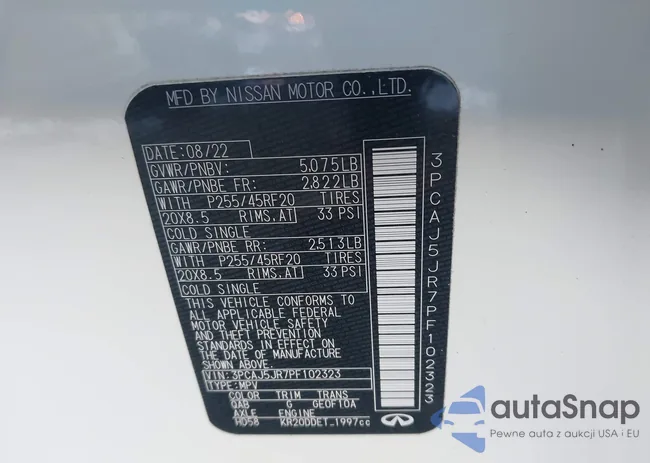 MFD BY NISSAN MOTOR CO.,LTD.
DATE: 08/22
GVWR/PNBV: 5,075LB
GAWR/PNBE FR: 2,822LB
WITH P255/45RF20 TIRES
20X8.5 RIMS,AT 33 PSI
COLD SINGLE
GAWR/PNBE RR: 2,513LB
WITH P255/45RF20 TIRES
20X8.5 RIMS,AT 33 PSI
COLD SINGLE
THIS VEHICLE CONFORMS TO
ALL APPLICABLE FEDERAL
MOTOR VEHICLE SAFETY
AND THEFT PREVENTION
STANDARDS IN EFFECT ON
THE DATE OF MANUFACTURE
SHOWN ABOVE.
VIN: 3PCAJ5JR7PF102323
TYPE: MPV
COLOR TRIM TRANS
QAB G GE0F10A
AXLE ENGINE
HD58 KR20DDET 1997cc
3PCAJ5JR7PF102323
INFINITI
autoSnap
Pewne auta z aukcji USA i EU